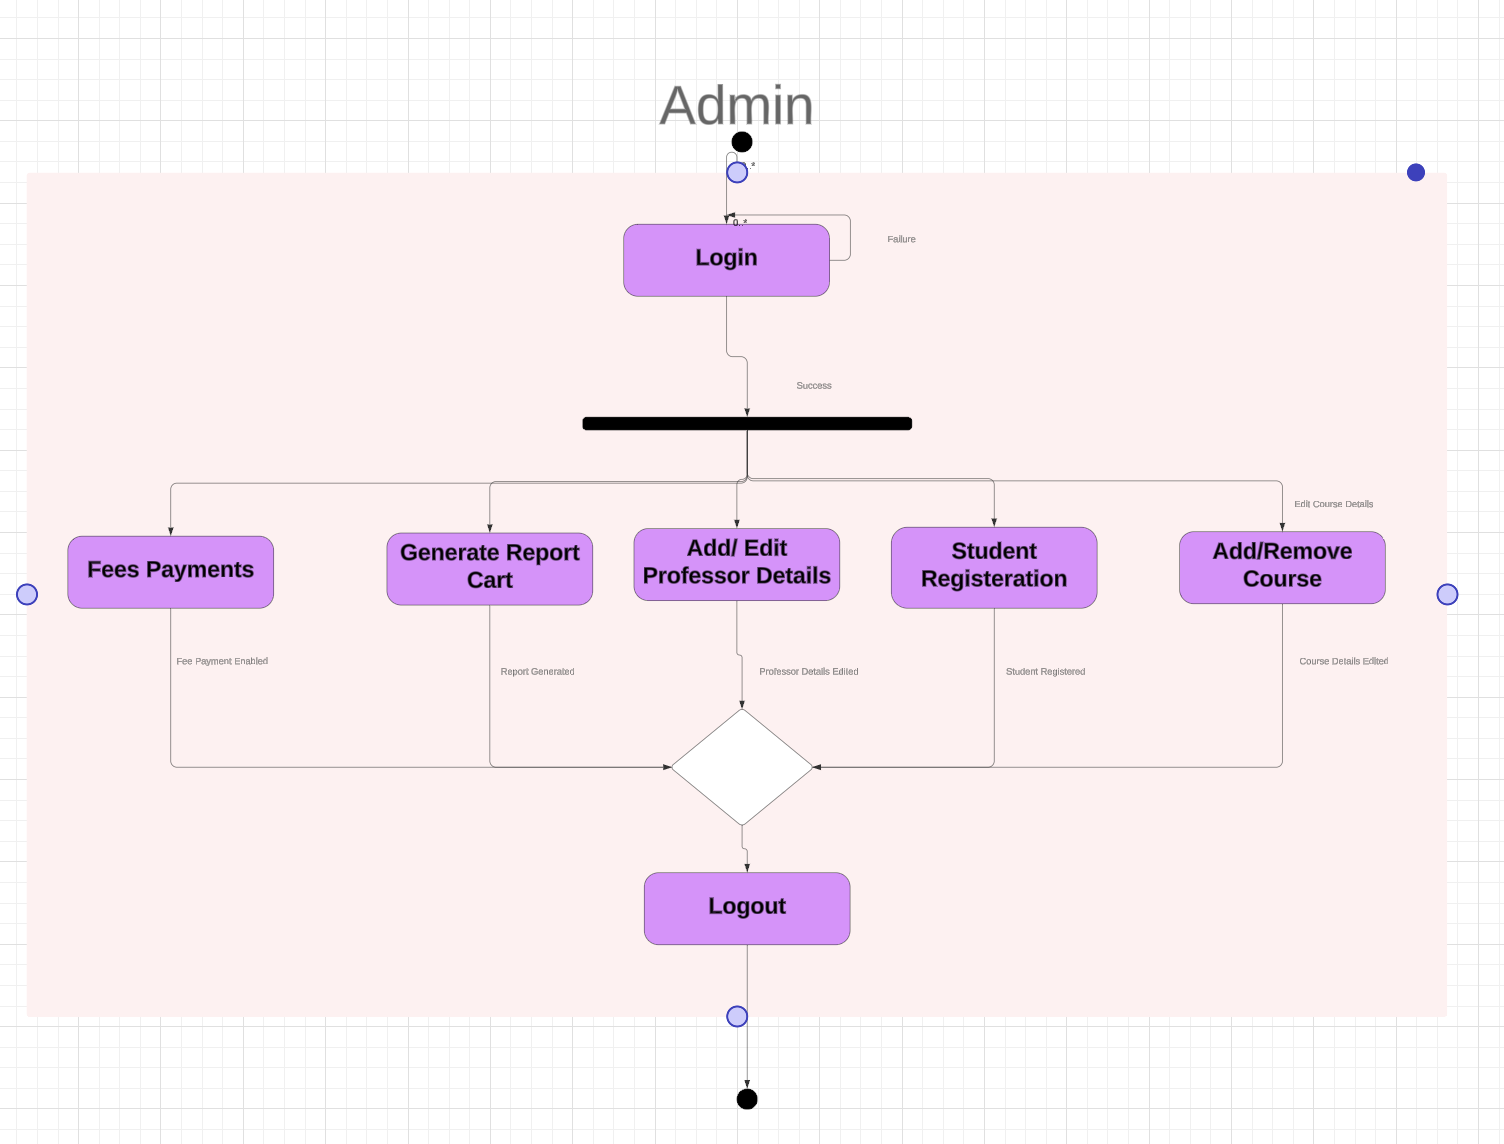 Admin
0..*
Login
Failure
Success
Edit Course Details
Fees Payments
Generate Report
Cart
Add/ Edit
Professor Details
Student
Registeration
Add/Remove
Course
Fee Payment Enabled
Report Generated
Professor Details Edited
Student Registered
Course Details Edited
Logout